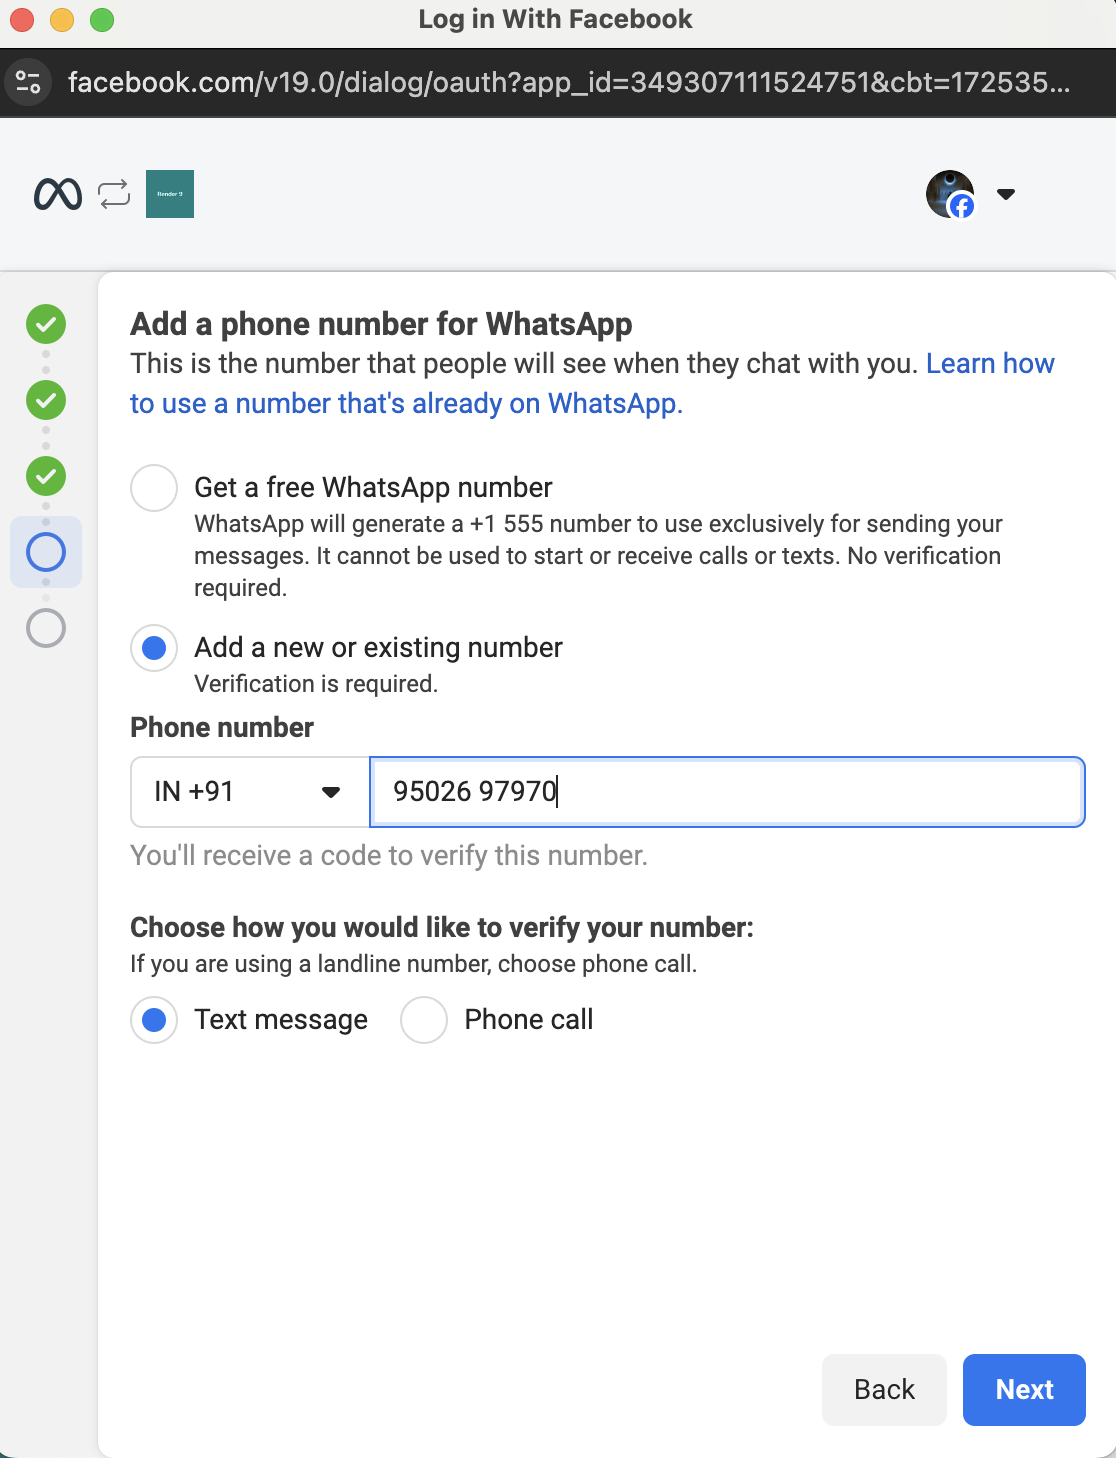 Log in With Facebook
facebook.com/v19.0/dialog/oauth?app_id=349307111524751&cbt=172535...
Render 9
Add a phone number for WhatsApp
This is the number that people will see when they chat with you. Learn how
to use a number that's already on WhatsApp.
Get a free WhatsApp number
WhatsApp will generate a +1 555 number to use exclusively for sending your
messages. It cannot be used to start or receive calls or texts. No verification
required.
Add a new or existing number
Verification is required.
Phone number
IN +91
95026 97970
You'll receive a code to verify this number.
Choose how you would like to verify your number:
If you are using a landline number, choose phone call.
Text message
Phone call
Back
Next